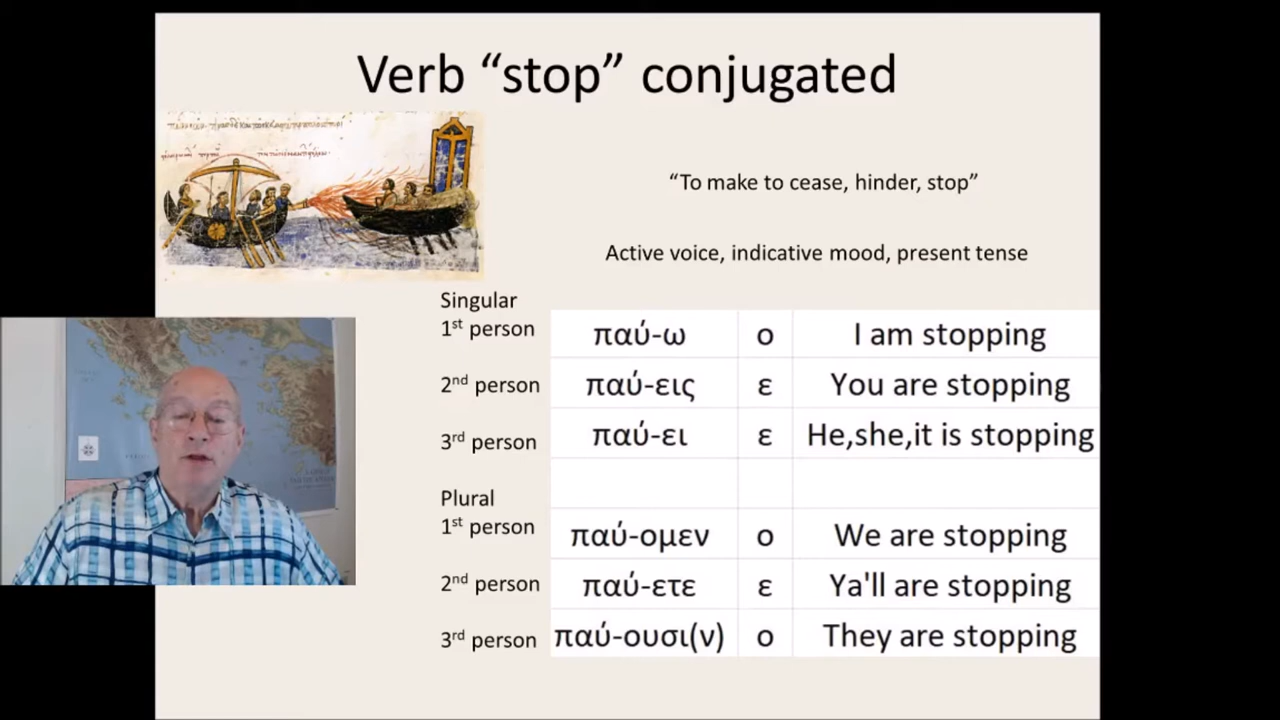 Verb “stop” conjugated
“To make to cease, hinder, stop”
Active voice, indicative mood, present tense
Singular
1st person παύ-ω ο I am stopping
2nd person παύ-εις ε You are stopping
3rd person παύ-ει ε He,she,it is stopping
Plural
1st person παύ-ομεν ο We are stopping
2nd person παύ-ετε ε Ya'll are stopping
3rd person παύ-ουσι(ν) ο They are stopping